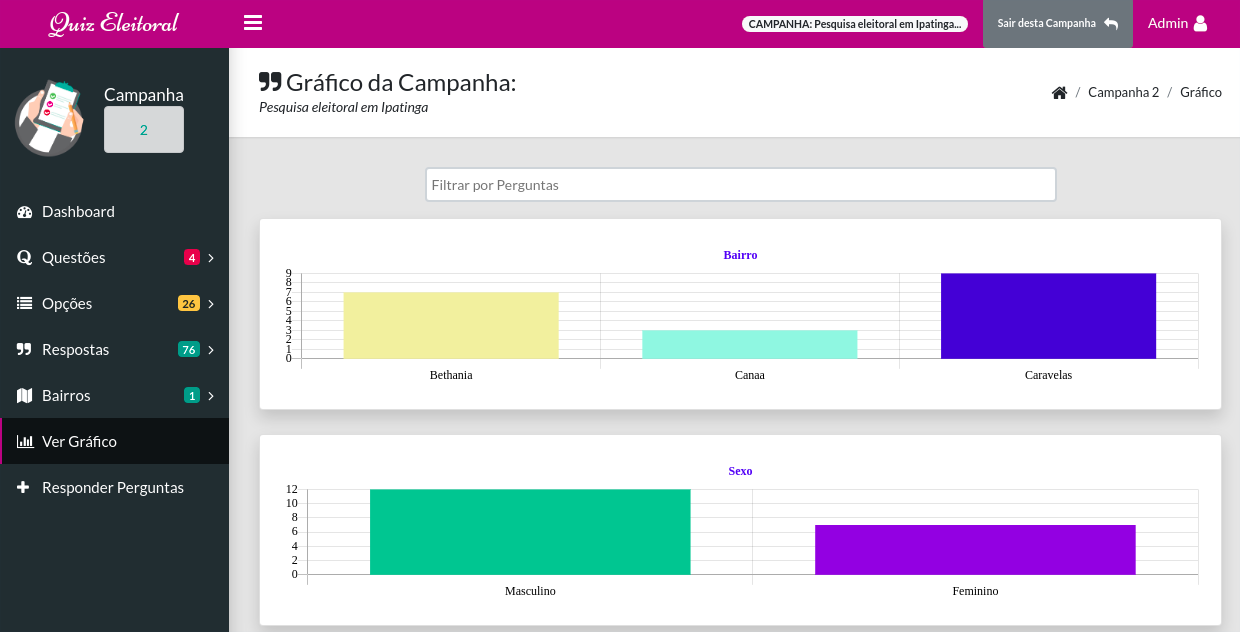 Quiz Eleitoral
CAMPANHA: Pesquisa eleitoral em Ipatinga...
Sair desta Campanha
Admin
Campanha
2
Dashboard
Questões 4
Opções 26
Respostas 76
Bairros 1
Ver Gráfico
Responder Perguntas
Gráfico da Campanha:
Pesquisa eleitoral em Ipatinga
/ Campanha 2 / Gráfico
Filtrar por Perguntas
Bairro
9
8
7
6
5
4
3
2
1
0
Bethania Canaa Caravelas
Sexo
12
10
8
6
4
2
0
Masculino Feminino